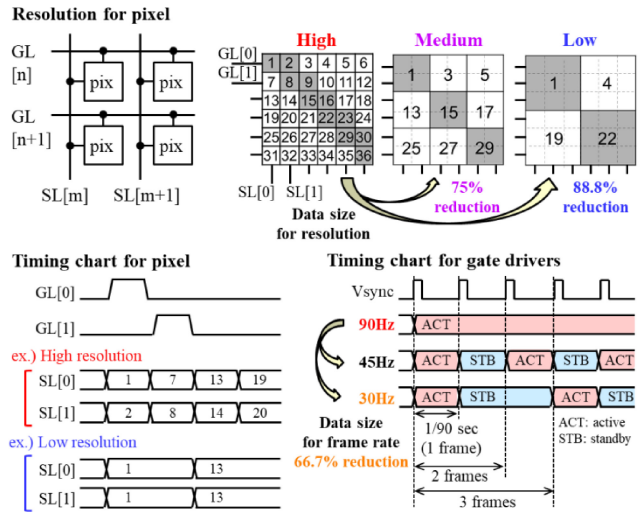 Resolution for pixel
GL
[n]
pix
pix
GL
[n+1]
pix
pix
SL[m]
SL[m+1]
High
Medium
Low
GL[0]
GL[1]
1 2 3 4 5 6
7 8 9 10 11 12
13 14 15 16 17 18
19 20 21 22 23 24
25 26 27 28 29 30
31 32 33 34 35 36
SL[0]
SL[1]
1 3 5
13 15 17
25 27 29
1 4
19 22
Data size
for resolution
75%
reduction
88.8%
reduction
Timing chart for pixel
GL[0]
GL[1]
ex.) High resolution
SL[0] 1 7 13 19
SL[1] 2 8 14 20
ex.) Low resolution
SL[0] 1 13
SL[1] 1 13
Timing chart for gate drivers
Vsync
90Hz ACT
45Hz ACT STB ACT STB ACT
30Hz ACT STB ACT STB
Data size
for frame rate
66.7% reduction
1/90 sec
(1 frame)
2 frames
3 frames
ACT: active
STB: standby